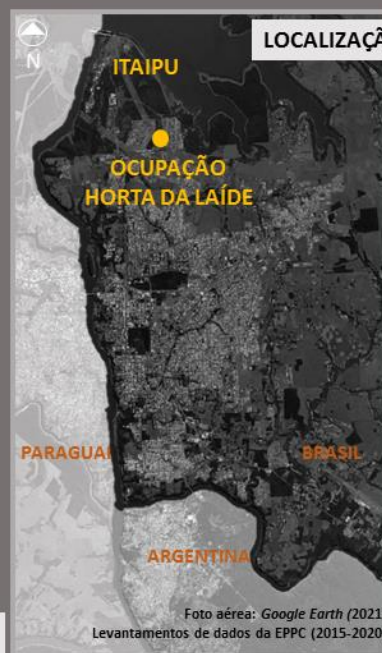 LOCALIZAÇÃ
N
ITAIPU
OCUPAÇÃO
HORTA DA LAÍDE
PARAGUAI
BRASIL
ARGENTINA
Foto aérea: Google Earth (2021
Levantamentos de dados da EPPC (2015-2020